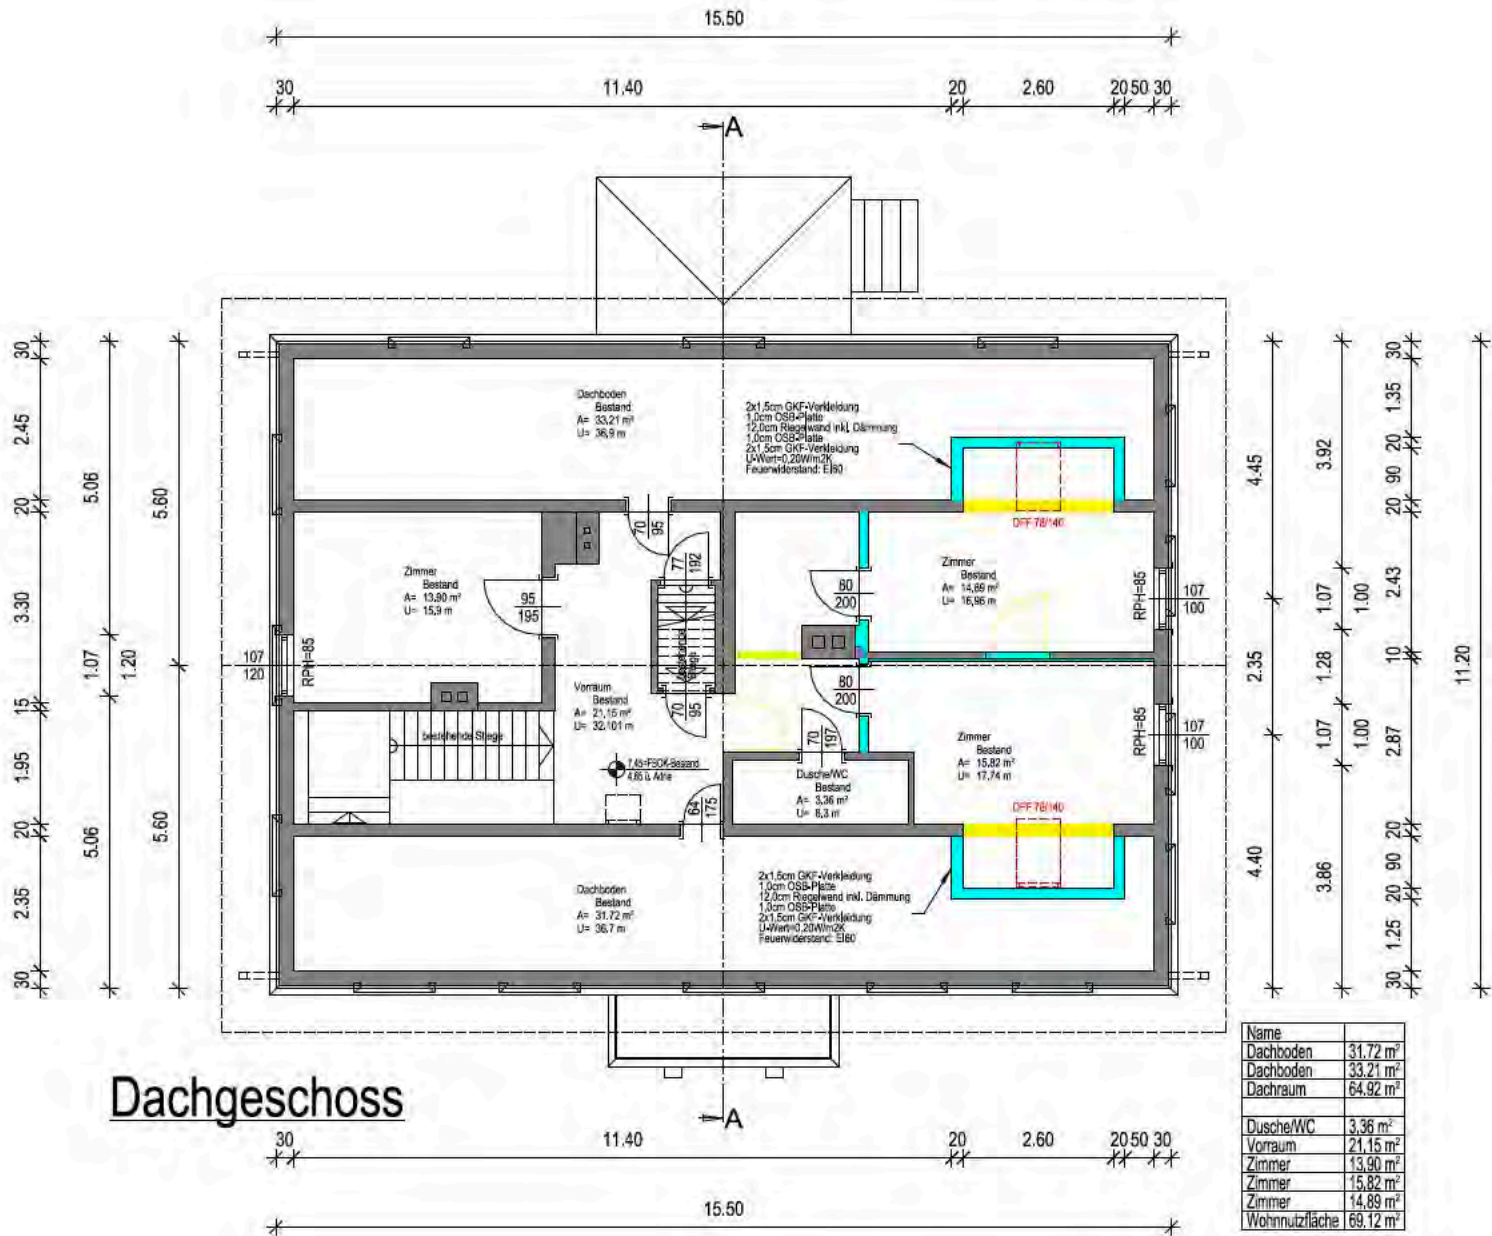 15.50
30 11.40 20 2.60 20 50 30
A
Dachboden
Bestand
A= 33,21 m²
U= 36,9 m
2x1,5cm GKF-Verkleidung
1,0cm OSB-Platte
12,0cm Riegelwand inkl. Dämmung
1,0cm OSB-Platte
2x1,5cm GKF-Verkleidung
U-Wert=0,20W/m2K
Feuerwiderstand: EI60
30
2.45
20
3.30
15
1.95
20
2.35
30
5.06
1.07
1.20
5.06
5.60
5.60
70
95
77
192
DFF 78/140
Zimmer
Bestand
A= 13,90 m²
U= 15,9 m
95
195
80
200
Zimmer
Bestand
A= 14,89 m²
U= 16,96 m
RPH=85
107
100
107
120
RPH=85
Vorraum
Bestand
A= 21,15 m²
U= 32,101 m
bestehende Stiege
70
95
80
200
70
197
Zimmer
Bestand
A= 15,82 m²
U= 17,74 m
RPH=85
107
100
7,45=FBOK-Bestand
4,85 ü. Adria
64
175
Dusche/WC
Bestand
A= 3,36 m²
U= 8,3 m
DFF 78/140
Dachboden
Bestand
A= 31.72 m²
U= 36.7 m
2x1,5cm GKF-Verkleidung
1,0cm OSB-Platte
12,0cm Riegelwand inkl. Dämmung
1,0cm OSB-Platte
2x1,5cm GKF-Verkleidung
U-Wert=0,20W/m2K
Feuerwiderstand: EI60
4.45
2.35
4.40
3.92
1.07
1.00
1.28
1.07
1.00
3.86
30
1.35
20
90
20
2.43
10
2.87
20
90
20
1.25
30
11.20
Dachgeschoss
A
30 11.40 20 2.60 20 50 30
15.50
Name
Dachboden 31.72 m²
Dachboden 33.21 m²
Dachraum 64.92 m²
Dusche/WC 3,36 m²
Vorraum 21,15 m²
Zimmer 13,90 m²
Zimmer 15,82 m²
Zimmer 14,89 m²
Wohnnutzfläche 69.12 m²